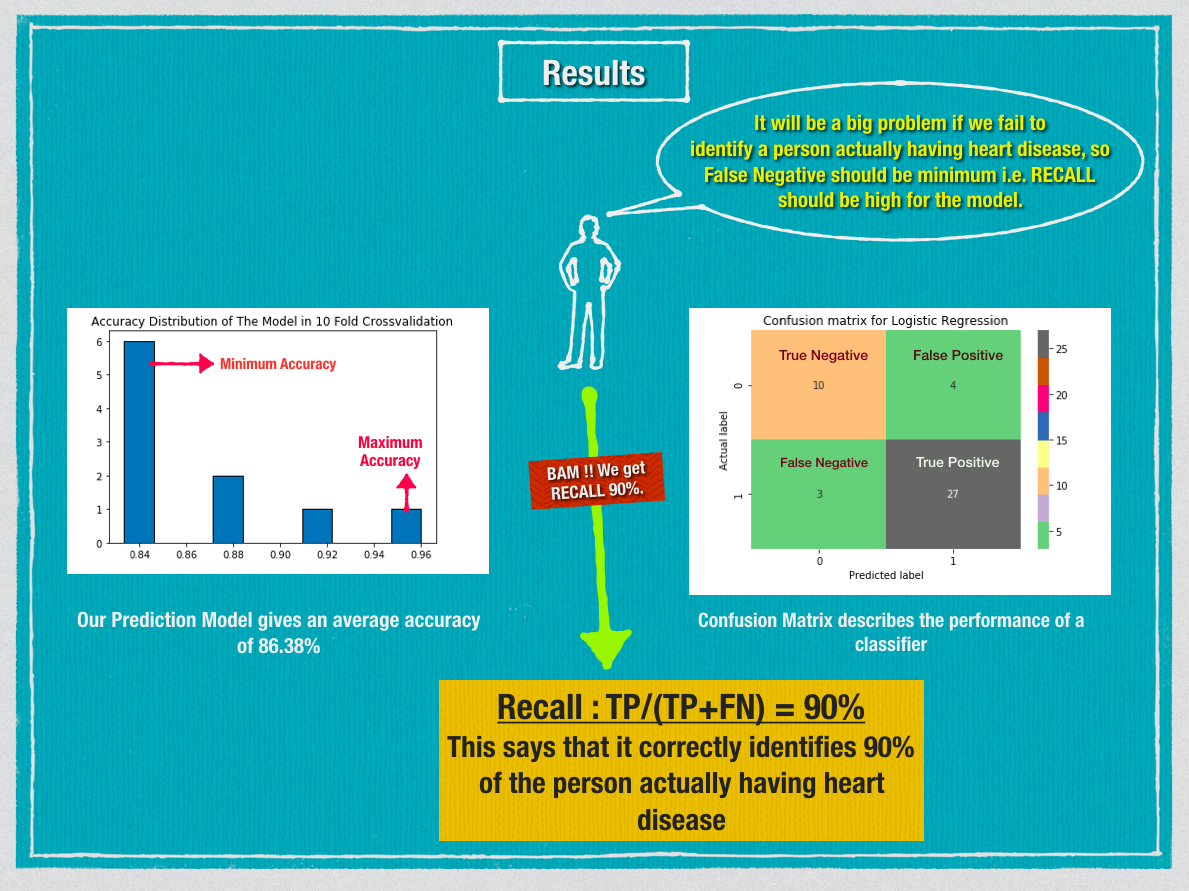 Results
It will be a big problem if we fail to
identify a person actually having heart disease, so
False Negative should be minimum i.e. RECALL
should be high for the model.
Accuracy Distribution of The Model in 10 Fold Crossvalidation
6
5
4
3
2
1
0
Minimum Accuracy
Maximum
Accuracy
0.84 0.86 0.88 0.90 0.92 0.94 0.96
Our Prediction Model gives an average accuracy
of 86.38%
BAM !! We get
RECALL 90%.
Confusion matrix for Logistic Regression
True Negative False Positive
10 4
False Negative True Positive
3 27
Actual label
0
1
0 1
Predicted label
25
20
15
10
5
Confusion Matrix describes the performance of a
classifier
Recall : TP/(TP+FN) = 90%
This says that it correctly identifies 90%
of the person actually having heart
disease